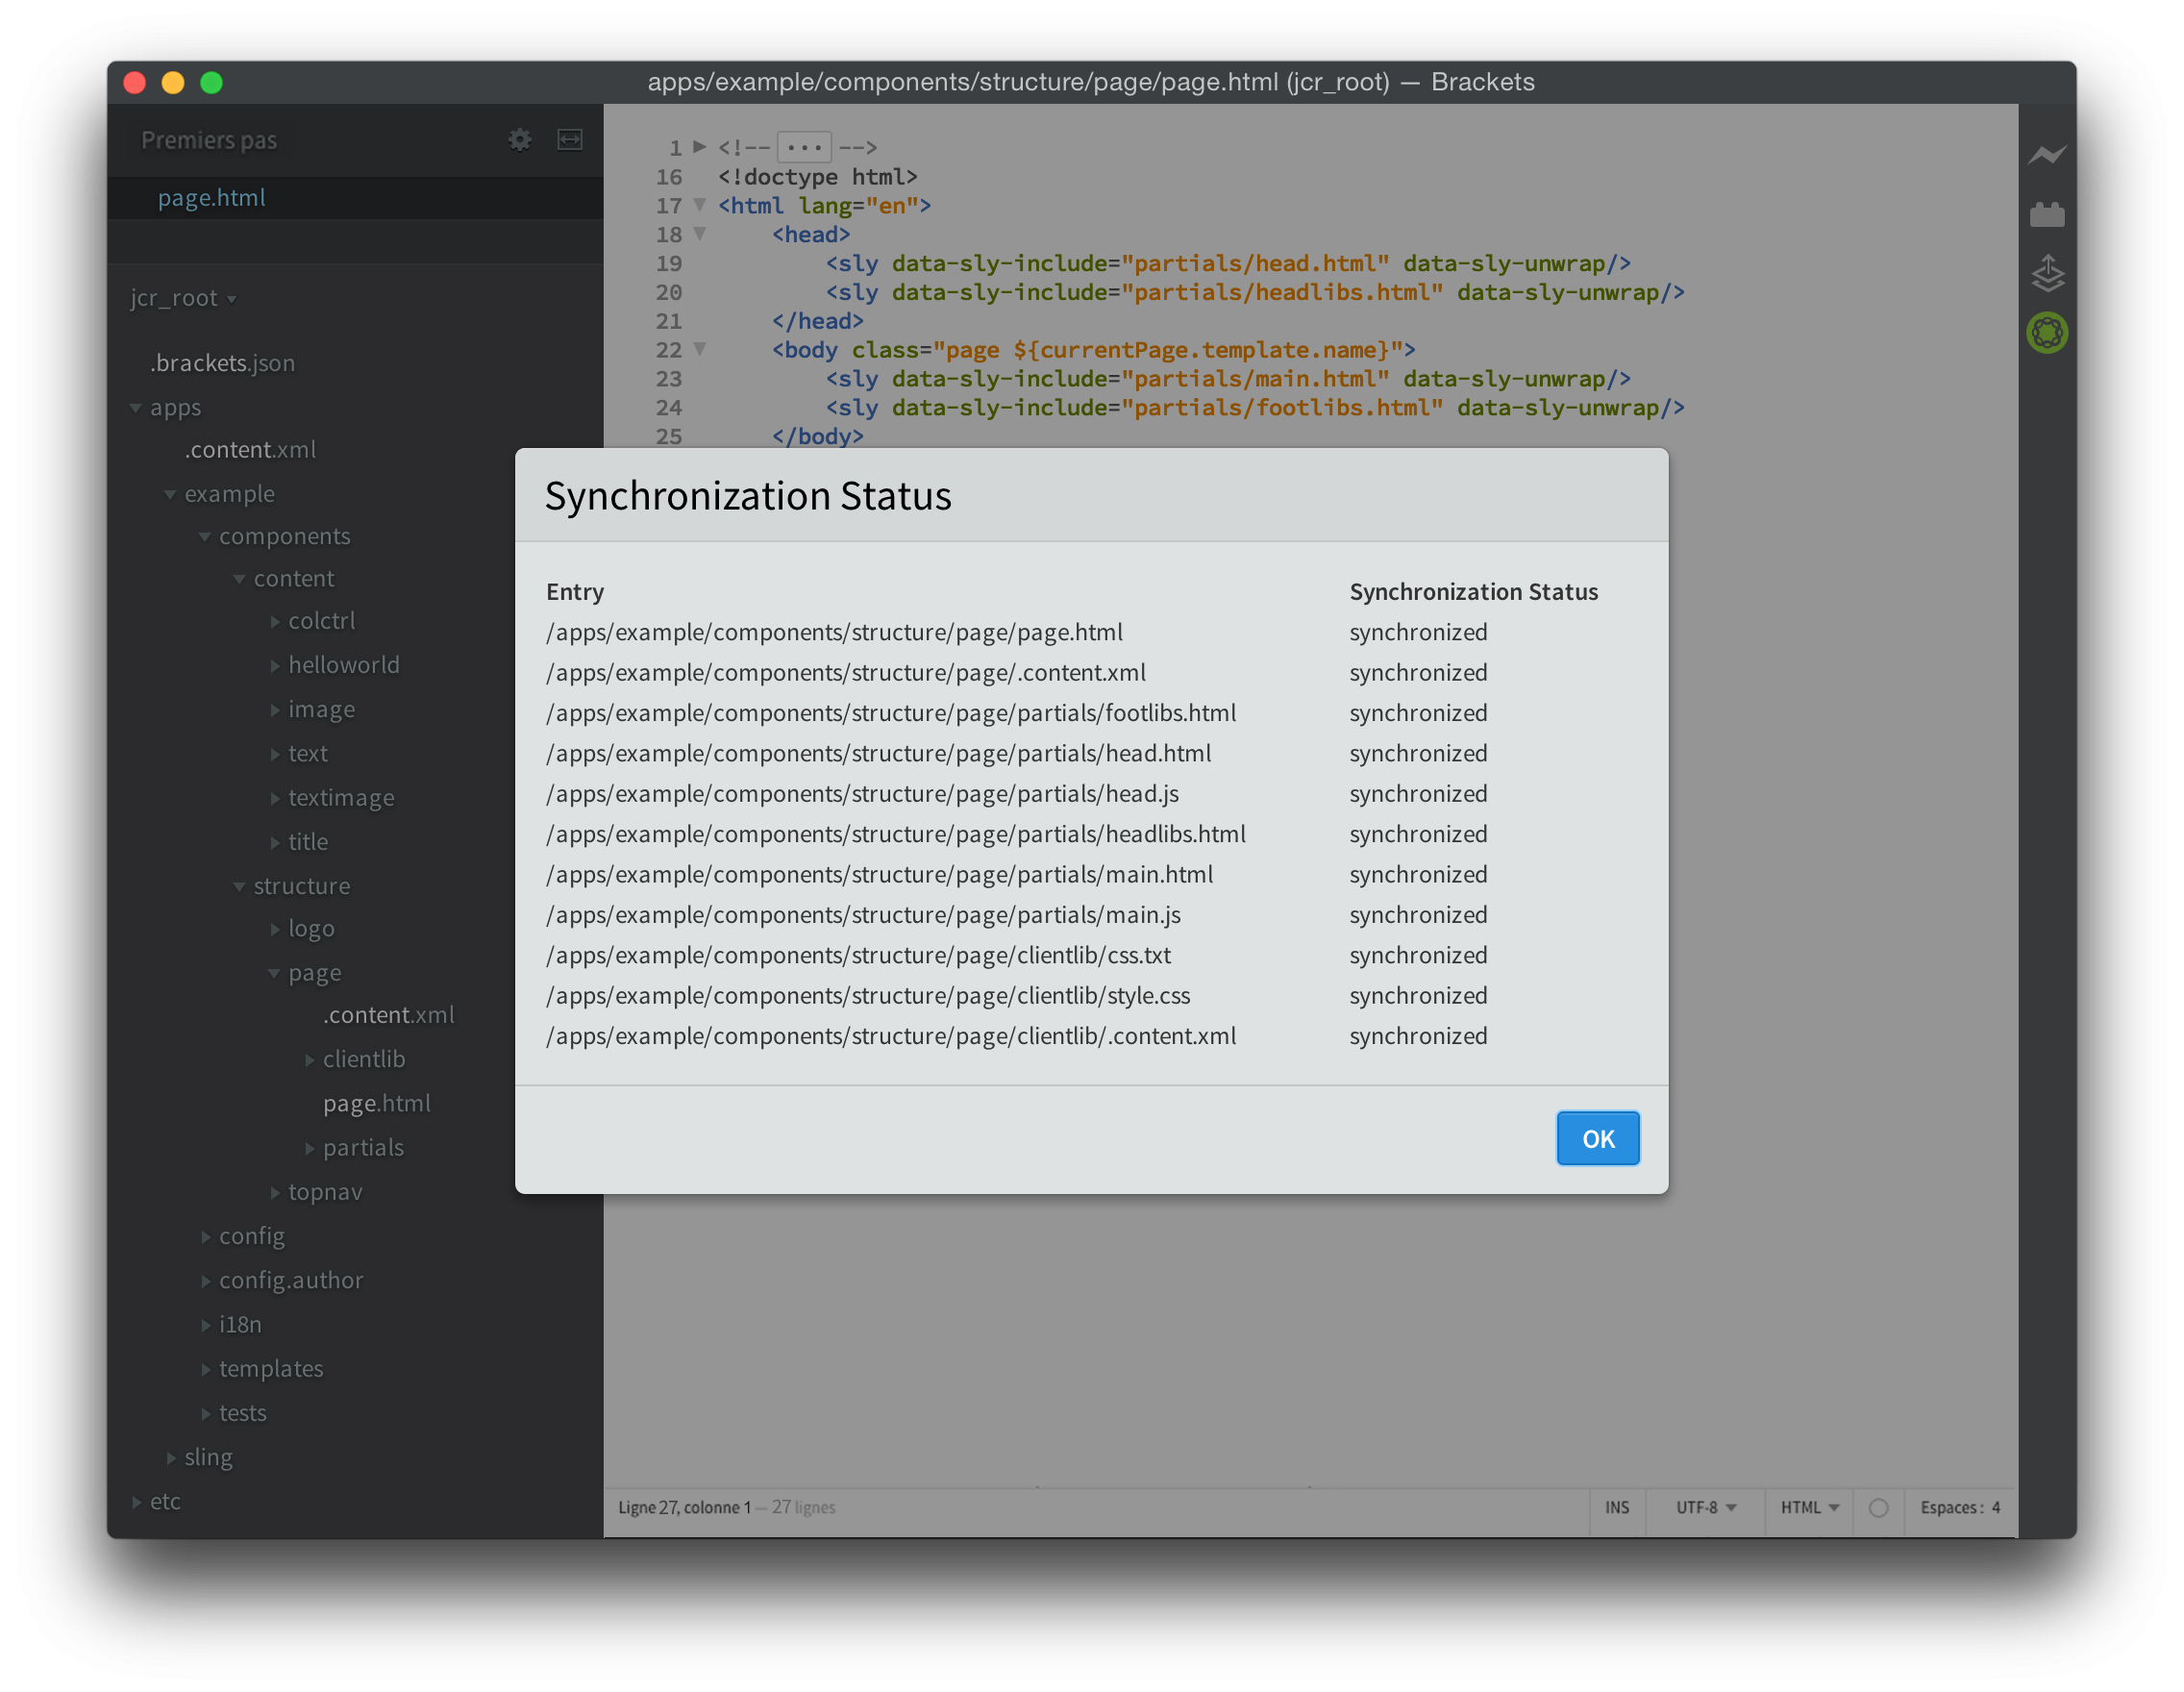 apps/example/components/structure/page/page.html (jcr_root) — Brackets
Premiers pas
page.html
jcr_root
.brackets.json
apps
.content.xml
example
components
content
colctrl
helloworld
image
text
textimage
title
structure
logo
page
.content.xml
clientlib
page.html
partials
topnav
config
config.author
i18n
templates
tests
sling
etc
1 <!-- ... -->
16 <!doctype html>
17 <html lang="en">
18 <head>
19 <sly data-sly-include="partials/head.html" data-sly-unwrap/>
20 <sly data-sly-include="partials/headlibs.html" data-sly-unwrap/>
21 </head>
22 <body class="page ${currentPage.template.name}">
23 <sly data-sly-include="partials/main.html" data-sly-unwrap/>
24 <sly data-sly-include="partials/footlibs.html" data-sly-unwrap/>
25 </body>
Synchronization Status
Entry Synchronization Status
/apps/example/components/structure/page/page.html synchronized
/apps/example/components/structure/page/.content.xml synchronized
/apps/example/components/structure/page/partials/footlibs.html synchronized
/apps/example/components/structure/page/partials/head.html synchronized
/apps/example/components/structure/page/partials/head.js synchronized
/apps/example/components/structure/page/partials/headlibs.html synchronized
/apps/example/components/structure/page/partials/main.html synchronized
/apps/example/components/structure/page/partials/main.js synchronized
/apps/example/components/structure/page/clientlib/css.txt synchronized
/apps/example/components/structure/page/clientlib/style.css synchronized
/apps/example/components/structure/page/clientlib/.content.xml synchronized
OK
Ligne 27, colonne 1 — 27 lignes INS UTF-8 HTML Espaces : 4